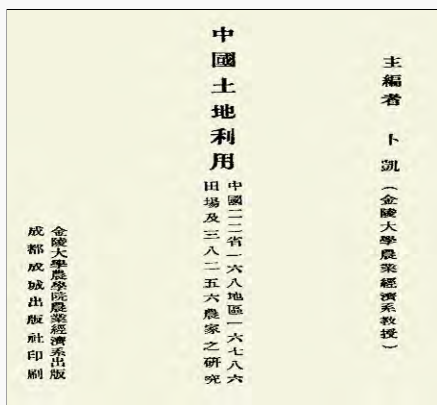 主編者 卜凱（金陵大學農業經濟系教授）
中國土地利用
中國二二省一六八地區一六七八六
田場及三八二五六農家之研究
金陵大學農學院農業經濟系出版
成都成城出版社印刷